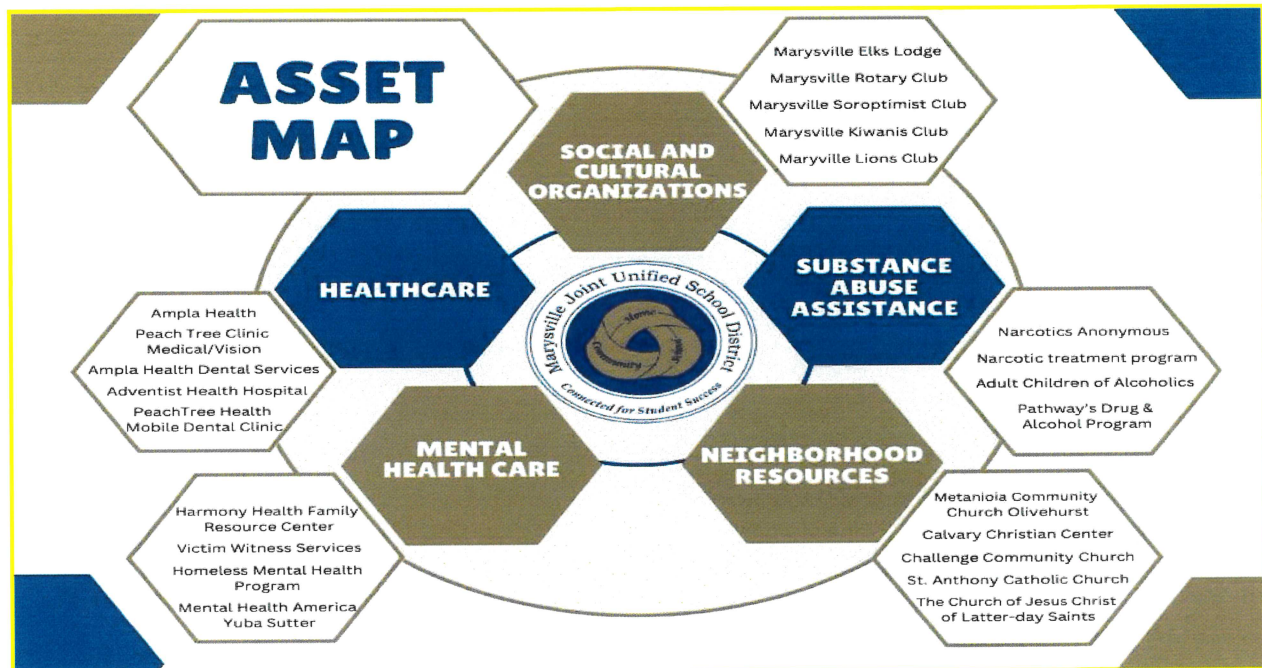 ASSET
MAP
SOCIAL AND
CULTURAL
ORGANIZATIONS
Marysville Elks Lodge
Marysville Rotary Club
Marysville Soroptimist Club
Marysville Kiwanis Club
Maryville Lions Club
HEALTHCARE
Ampla Health
Peach Tree Clinic
Medical/Vision
Ampla Health Dental Services
Adventist Health Hospital
PeachTree Health
Mobile Dental Clinic
SUBSTANCE
ABUSE
ASSISTANCE
Narcotics Anonymous
Narcotic treatment program
Adult Children of Alcoholics
Pathway's Drug &
Alcohol Program
Marysville Joint Unified School District
Home
Community
School
Connected for Student Success
MENTAL
HEALTH CARE
Harmony Health Family
Resource Center
Victim Witness Services
Homeless Mental Health
Program
Mental Health America
Yuba Sutter
NEIGHBORHOOD
RESOURCES
Metanioia Community
Church Olivehurst
Calvary Christian Center
Challenge Community Church
St. Anthony Catholic Church
The Church of Jesus Christ
of Latter-day Saints